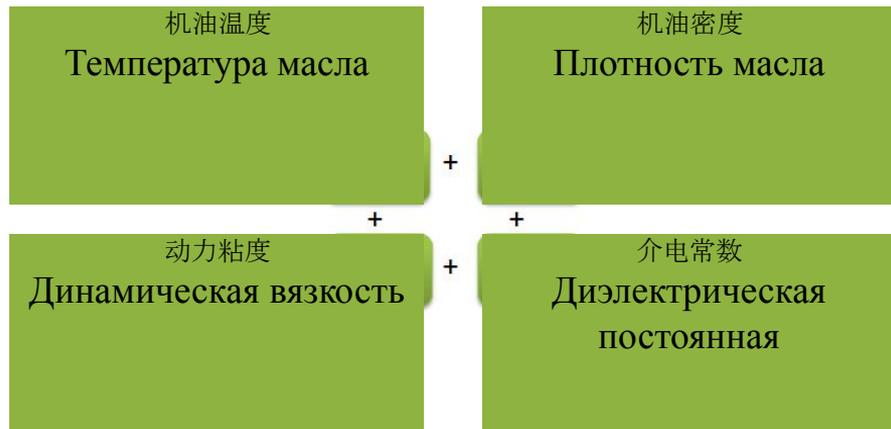 机油温度
Температура масла
机油密度
Плотность масла
+
+
+
动力粘度
Динамическая вязкость
+
介电常数
Диэлектрическая
постоянная